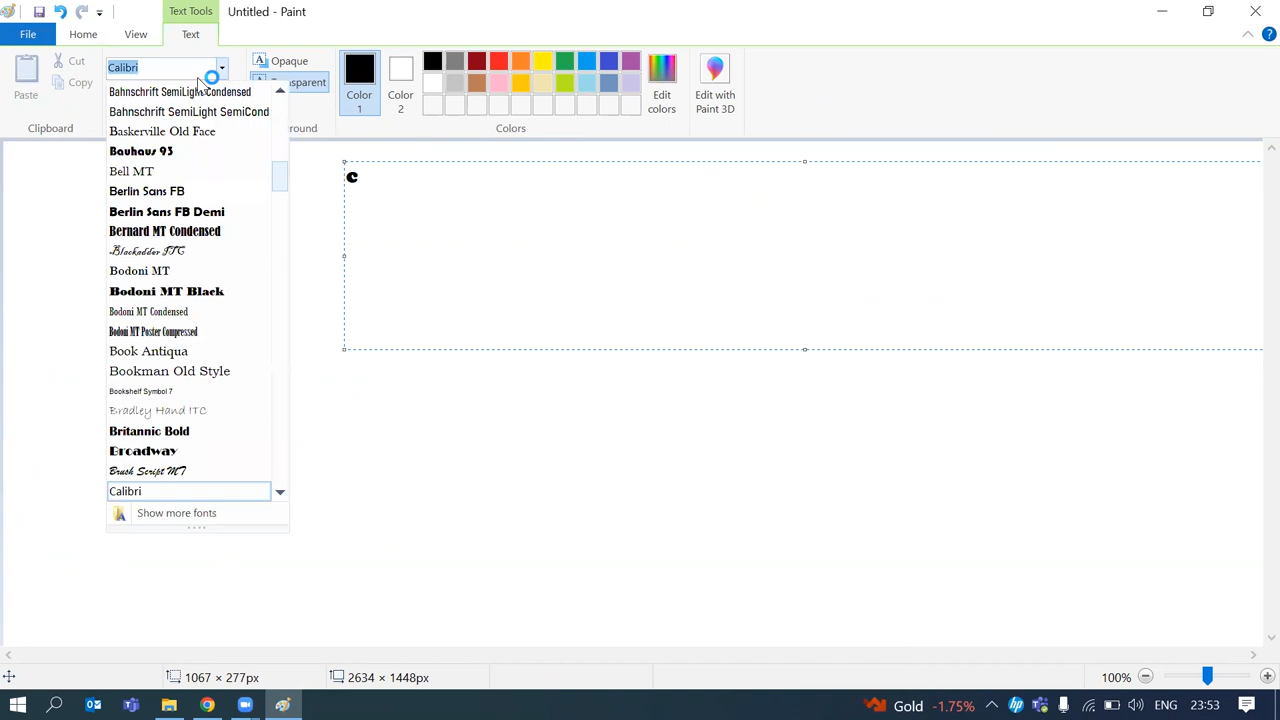 Text Tools
Untitled - Paint
File
Home
View
Text
Paste
Cut
Copy
Clipboard
Calibri
Opaque
Color
1
Color
2
Edit
colors
Edit with
Paint 3D
Colors
Bahnschrift SemiLight Condensed
Bahnschrift SemiLight SemiCond
Baskerville Old Face
Bauhaus 93
Bell MT
Berlin Sans FB
Berlin Sans FB Demi
Bernard MT Condensed
Blackadder ITC
Bodoni MT
Bodoni MT Black
Bodoni MT Condensed
Bodoni MT Poster Compressed
Book Antiqua
Bookman Old Style
Bookshelf Symbol 7
Bradley Hand ITC
Britannic Bold
Broadway
Brush Script MT
Calibri
Show more fonts
c
1067 × 277px
2634 × 1448px
100%
Gold -1.75%
ENG
23:53